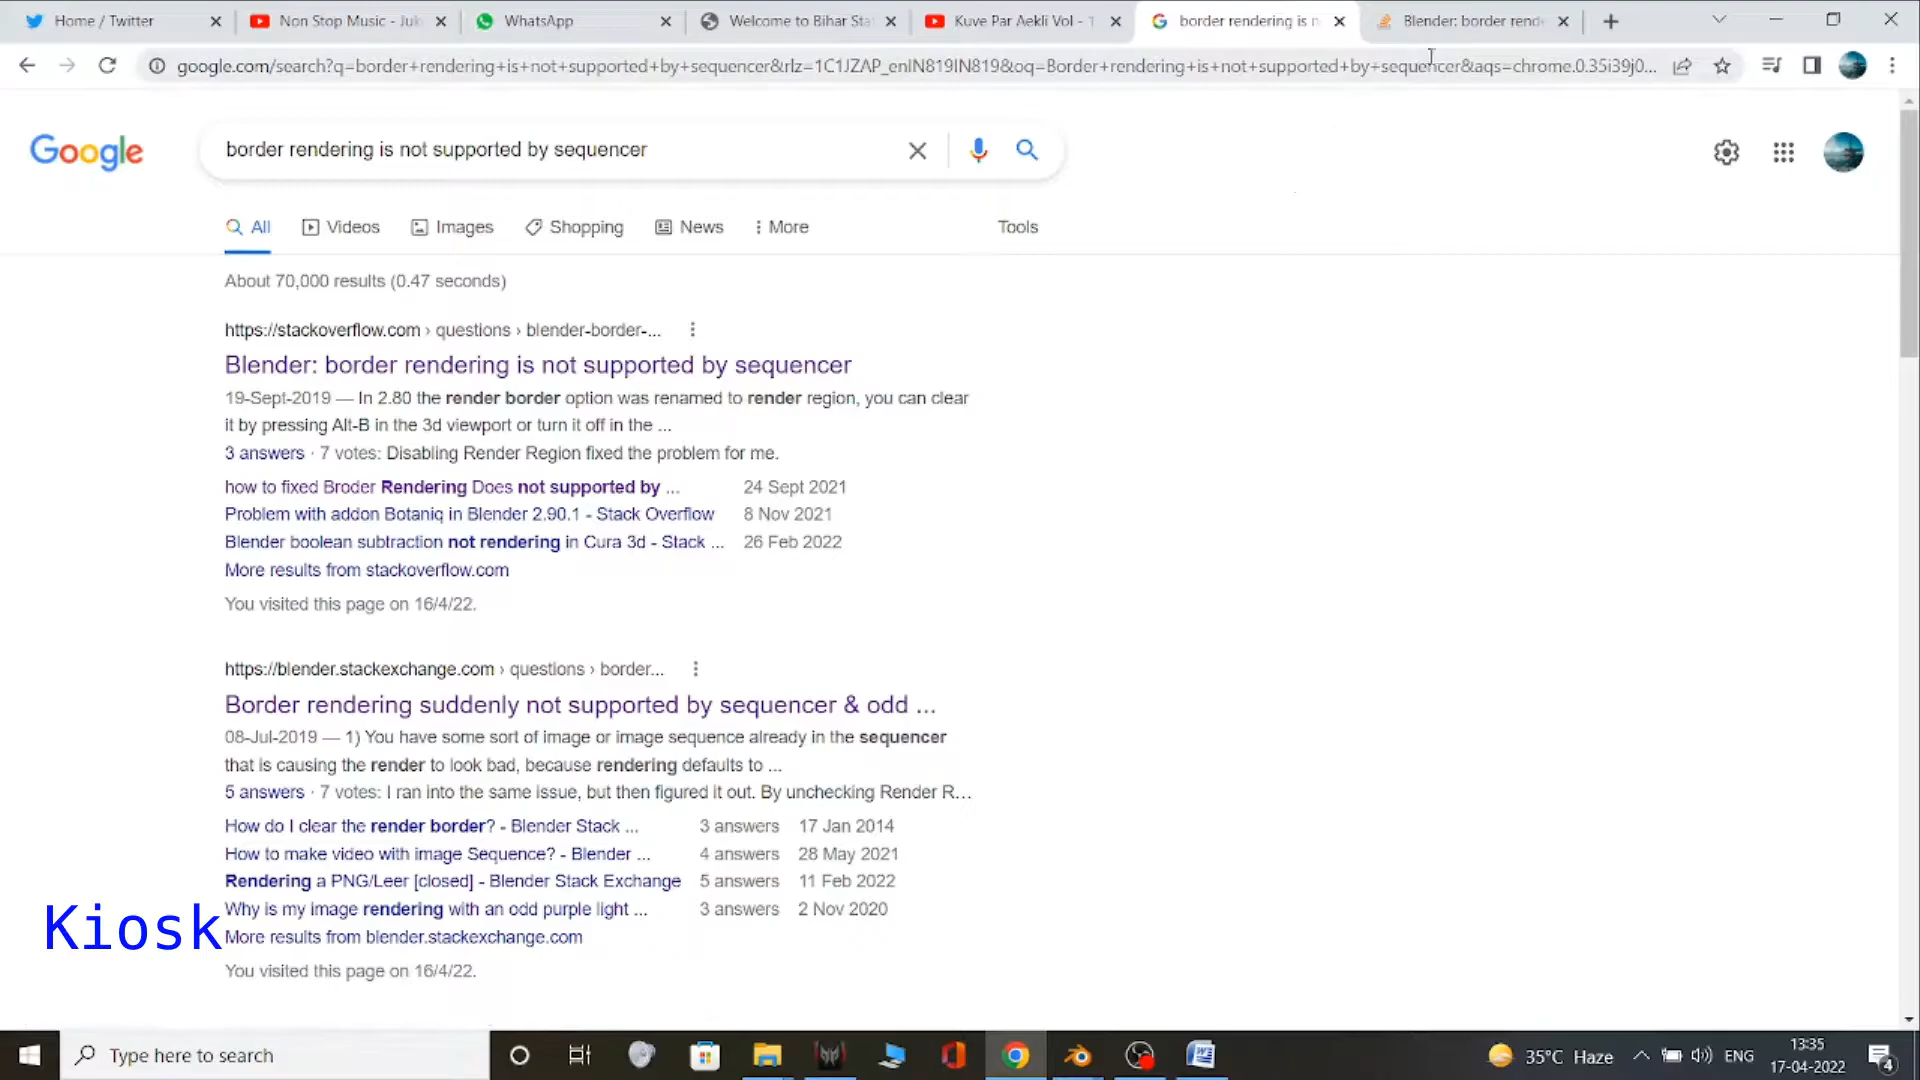 Home / Twitter
Non Stop Music - Juk
WhatsApp
Welcome to Bihar Sta
Kuve Par Aekli Vol - 1
border rendering is n
Blender: border rend
google.com/search?q=border+rendering+is+not+supported+by+sequencer&rlz=1C1JZAP_enIN819IN819&oq=Border+rendering+is+not+supported+by+sequencer&aqs=chrome.0.35i39j0...
Google
border rendering is not supported by sequencer
All
Videos
Images
Shopping
News
More
Tools
About 70,000 results (0.47 seconds)
https://stackoverflow.com › questions › blender-border-...
Blender: border rendering is not supported by sequencer
19-Sept-2019 — In 2.80 the render border option was renamed to render region, you can clear
it by pressing Alt-B in the 3d viewport or turn it off in the ...
3 answers · 7 votes: Disabling Render Region fixed the problem for me.
how to fixed Broder Rendering Does not supported by ... 24 Sept 2021
Problem with addon Botaniq in Blender 2.90.1 - Stack Overflow 8 Nov 2021
Blender boolean subtraction not rendering in Cura 3d - Stack ... 26 Feb 2022
More results from stackoverflow.com
You visited this page on 16/4/22.
https://blender.stackexchange.com › questions › border...
Border rendering suddenly not supported by sequencer & odd ...
08-Jul-2019 — 1) You have some sort of image or image sequence already in the sequencer
that is causing the render to look bad, because rendering defaults to ...
5 answers · 7 votes: I ran into the same issue, but then figured it out. By unchecking Render R...
How do I clear the render border? - Blender Stack ... 3 answers 17 Jan 2014
How to make video with image Sequence? - Blender ... 4 answers 28 May 2021
Rendering a PNG/Leer [closed] - Blender Stack Exchange 5 answers 11 Feb 2022
Why is my image rendering with an odd purple light ... 3 answers 2 Nov 2020
Kiosk
More results from blender.stackexchange.com
You visited this page on 16/4/22.
Type here to search
35°C Haze
ENG
13:35
17-04-2022
4